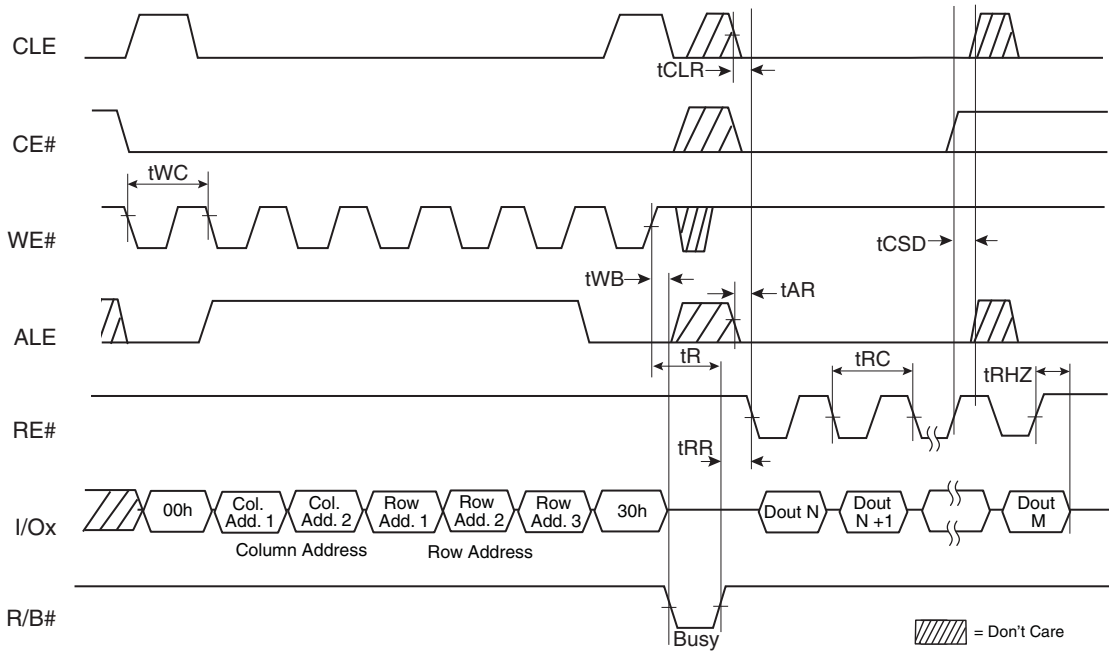 CLE
tCLR
CE#
tWC
WE#
tCSD
tWB
tAR
ALE
tR
tRC
tRHZ
RE#
tRR
I/Ox
00h
Col.
Add. 1
Col.
Add. 2
Row
Add. 1
Row
Add. 2
Row
Add. 3
30h
Dout N
Dout
N +1
Dout
M
Column Address
Row Address
R/B#
Busy
= Don't Care